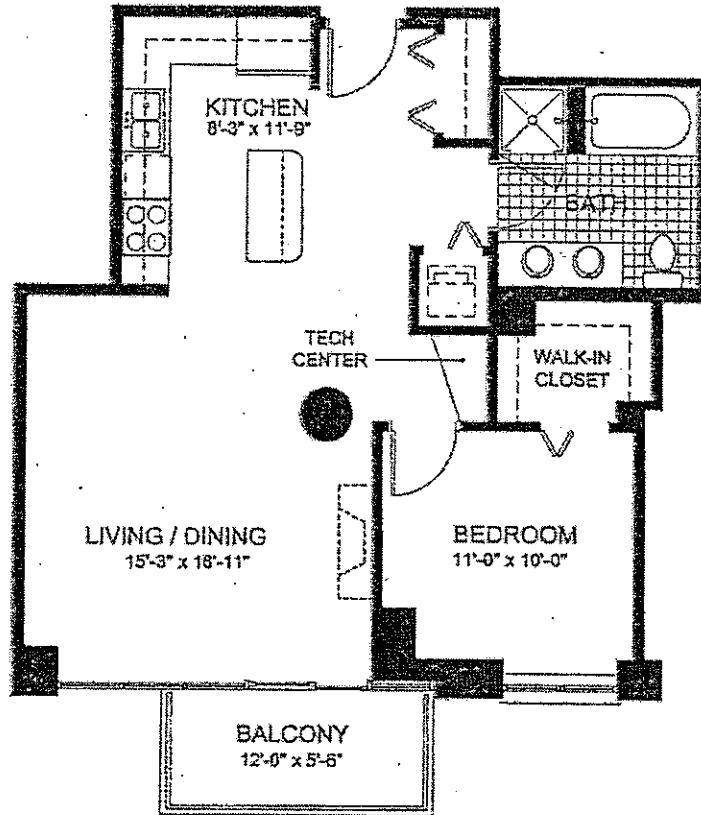 KITCHEN
8'-3" x 11'-9"
BATH
TECH
CENTER
WALK-IN
CLOSET
LIVING / DINING
15'-3" x 16'-11"
BEDROOM
11'-0" x 10'-0"
BALCONY
12'-0" x 5'-6"